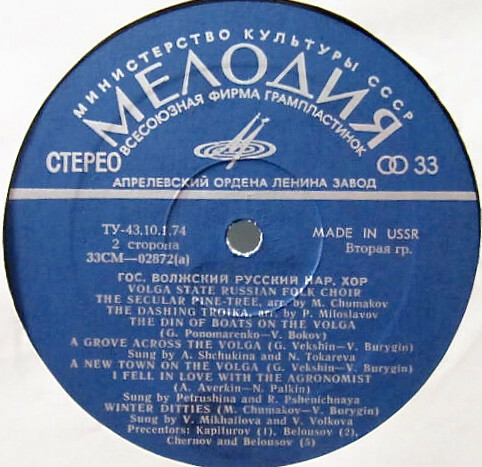 МИНИСТЕРСТВО КУЛЬТУРЫ СССР
МЕЛОДИЯ
ВСЕСОЮЗНАЯ ФИРМА ГРАМПЛАСТИНОК
СТЕРЕО 33
АПРЕЛЕВСКИЙ ОРДЕНА ЛЕНИНА ЗАВОД
ТУ-43.10.1.74 MADE IN USSR
2 сторона Вторая гр.
33СМ—02872(a)
ГОС. ВОЛЖСКИЙ РУССКИЙ НАР. ХОР
VOLGA STATE RUSSIAN FOLK CHOIR
THE SECULAR PINE-TREE, arr. by M. Chumakov
THE DASHING TROIKA, arr. by P. Miloslavov
THE DIN OF BOATS ON THE VOLGA
(G. Ponomarenko—V. Bokov)
A GROVE ACROSS THE VOLGA (G. Vekshin—V. Burygin)
Sung by A. Shchukina and N. Tokareva
A NEW TOWN ON THE VOLGA (G. Vekshin—V. Burygin)
I FELL IN LOVE WITH THE AGRONOMIST
(A. Averkin—N. Palkin)
Sung by Petrushina and R. Pshenichnaya
WINTER DITTIES (M. Chumakov—V. Burygin)
Sung by V. Mikhailova and V. Volkova
Precentors: Kapiturov (1), Belousov (2),
Chernov and Belousov (5)